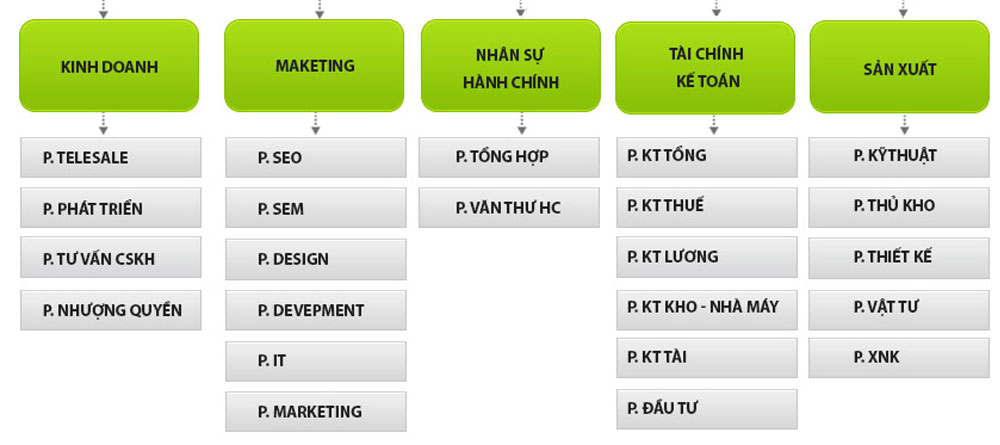 KINH DOANH
P. TELESALE
P. PHÁT TRIỂN
P. TƯ VẤN CSKH
P. NHƯỢNG QUYỀN
MAKETING
P. SEO
P. SEM
P. DESIGN
P. DEVEPMENT
P. IT
P. MARKETING
NHÂN SỰ
HÀNH CHÍNH
P. TỔNG HỢP
P. VĂN THƯ HC
TÀI CHÍNH
KẾ TOÁN
P. KT TỔNG
P. KT THUẾ
P. KT LƯƠNG
P. KT KHO - NHÀ MÁY
P. KT TÀI
P. ĐẦU TƯ
SẢN XUẤT
P. KỸ THUẬT
P. THỦ KHO
P. THIẾT KẾ
P. VẬT TƯ
P. XNK